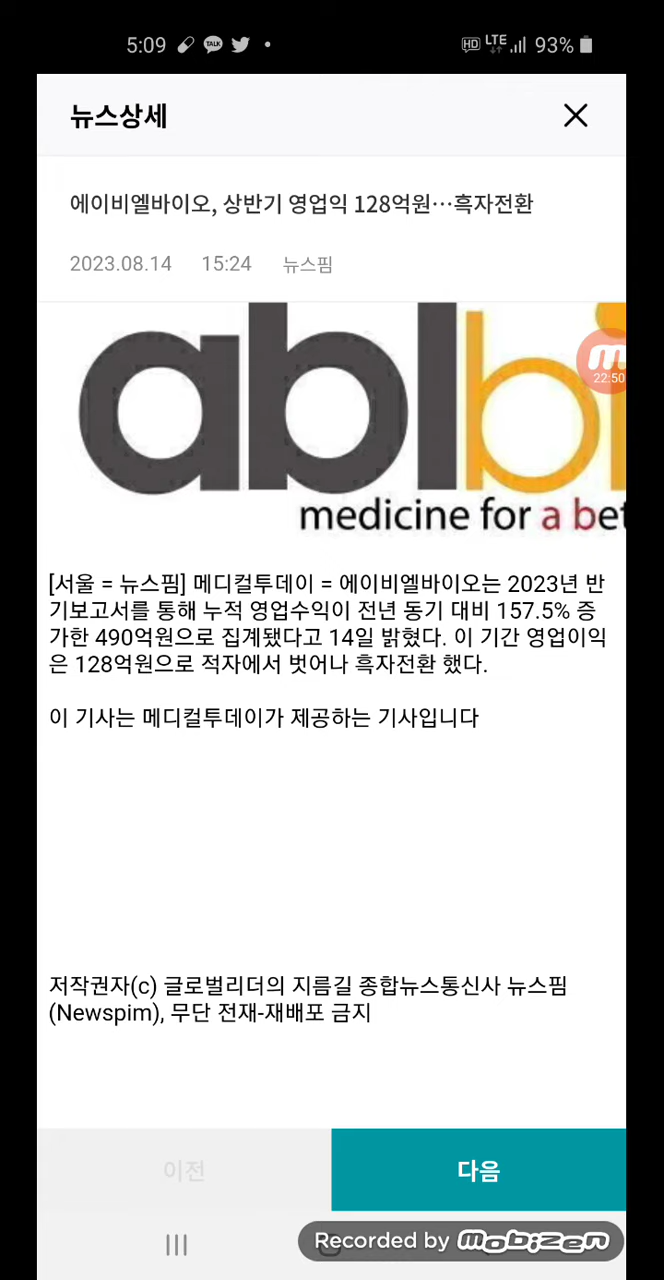 5:09 TALK HD LTE 93%
뉴스상세
에이비엘바이오, 상반기 영업익 128억원…흑자전환
2023.08.14 15:24 뉴스핌
ablbi
22:50
medicine for a bet
[서울 = 뉴스핌] 메디컬투데이 = 에이비엘바이오는 2023년 반
기보고서를 통해 누적 영업수익이 전년 동기 대비 157.5% 증
가한 490억원으로 집계됐다고 14일 밝혔다. 이 기간 영업이익
은 128억원으로 적자에서 벗어나 흑자전환 했다.
이 기사는 메디컬투데이가 제공하는 기사입니다
저작권자(c) 글로벌리더의 지름길 종합뉴스통신사 뉴스핌
(Newspim), 무단 전재-재배포 금지
이전 다음
Recorded by mobizen